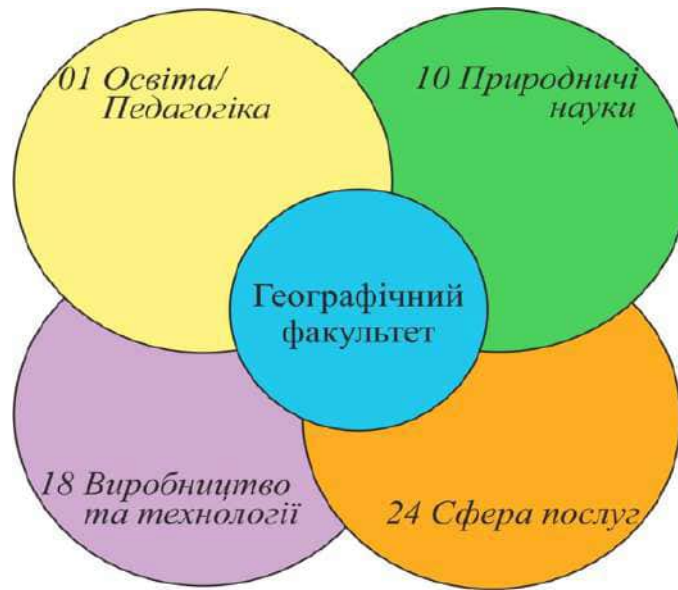 01 Освіта/
Педагогіка
10 Природничі
науки
Географічний
факультет
18 Виробництво
та технології
24 Сфера послуг